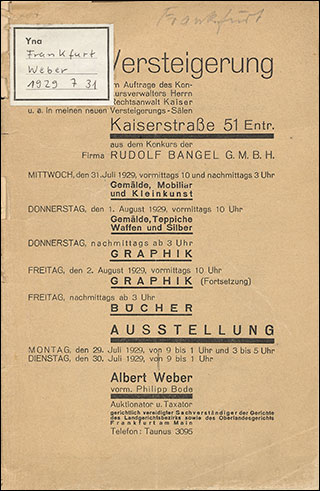 Frankfurt
Yna
Frankfurt
Weber
1929 7 31
Versteigerung
im Auftrage des Kon-
kursverwalters Herrn
Rechtsanwalt Kaiser
u. a. in meinen neuen Versteigerungs-Sälen
Kaiserstraße 51 Entr.
aus dem Konkurs der
Firma RUDOLF BANGEL G. M. B. H.
MITTWOCH, den 31. Juli 1929, vormittags 10 und nachmittags 3 Uhr
Gemälde, Mobiliar
und Kleinkunst
DONNERSTAG, den 1. August 1929, vormittags 10 Uhr
Gemälde, Teppiche
Waffen und Silber
DONNERSTAG, nachmittags ab 3 Uhr
GRAPHIK
FREITAG, den 2. August 1929, vormittags 10 Uhr
GRAPHIK (Fortsetzung)
FREITAG, nachmittags ab 3 Uhr
BÜCHER
AUSSTELLUNG
MONTAG, den 29. Juli 1929, von 9 bis 1 Uhr und 3 bis 5 Uhr
DIENSTAG, den 30. Juli 1929, von 9 bis 1 Uhr
Albert Weber
vorm. Philipp Bode
Auktionator u. Taxator
gerichtlich vereidigter Sachverständiger der Gerichte
des Landgerichtsbezirks sowie des Oberlandesgerichts
Frankfurt am Main
Telefon: Taunus 3095